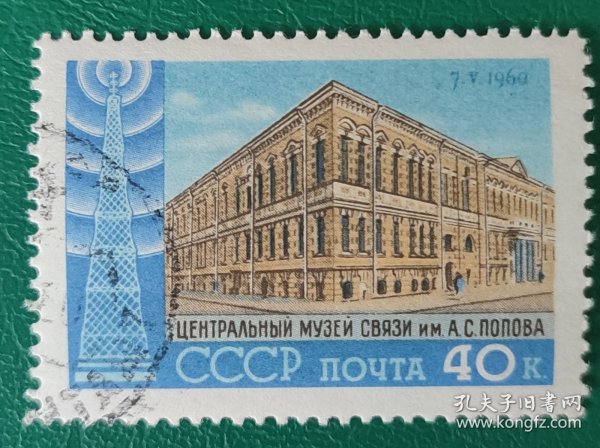 7.V.1960
ЦЕНТРАЛЬНЫЙ МУЗЕЙ СВЯЗИ ИМ. А.С. ПОПОВА
СССР ПОЧТА 40 К.
孔夫子旧书网
www.kongfz.com